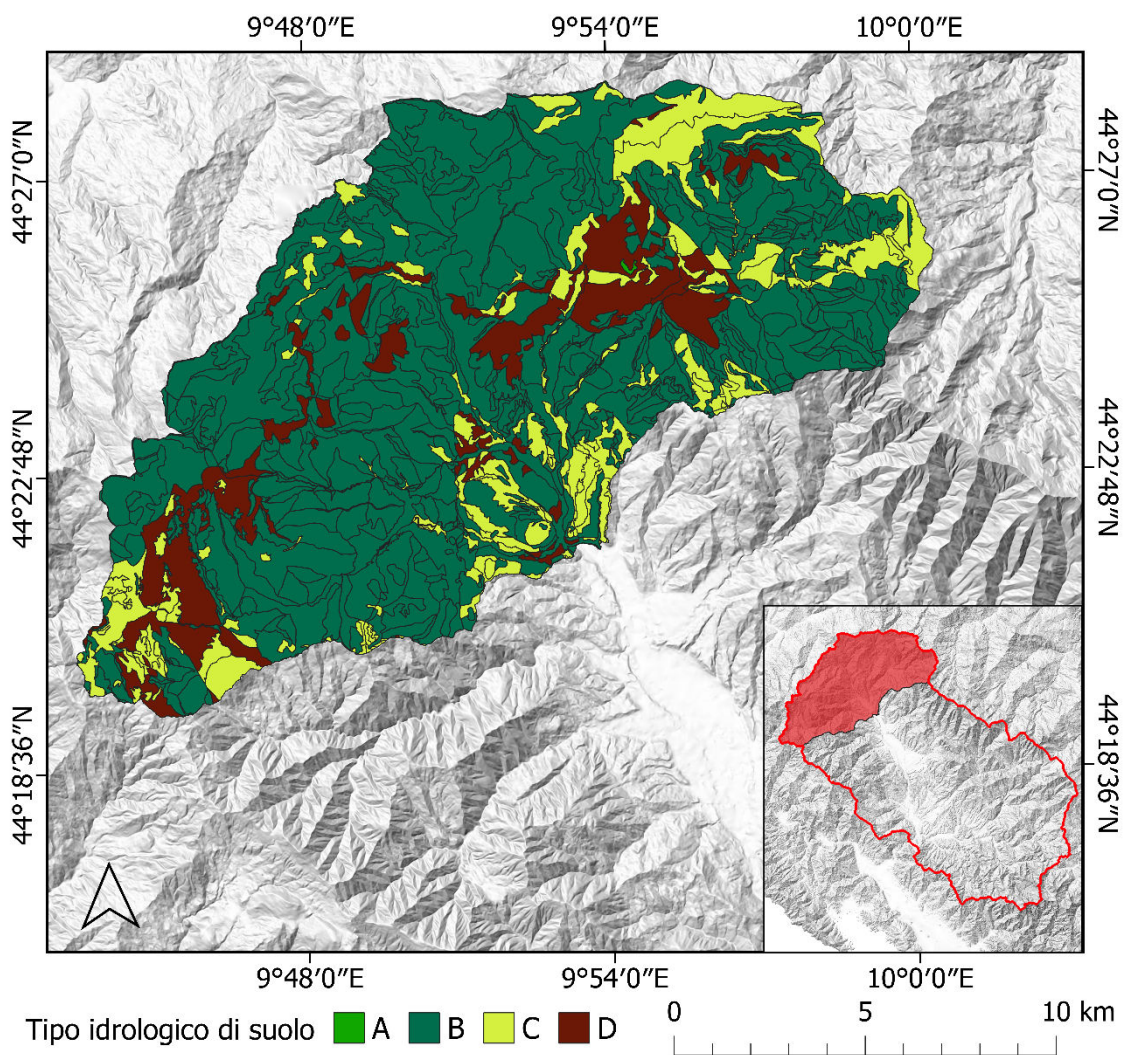 9°48′0″E 9°54′0″E 10°0′0″E
44°27′0″N 44°27′0″N
44°22′48″N 44°22′48″N
44°18′36″N 44°18′36″N
9°48′0″E 9°54′0″E 10°0′0″E
0 5 10 km
Tipo idrologico di suolo A B C D